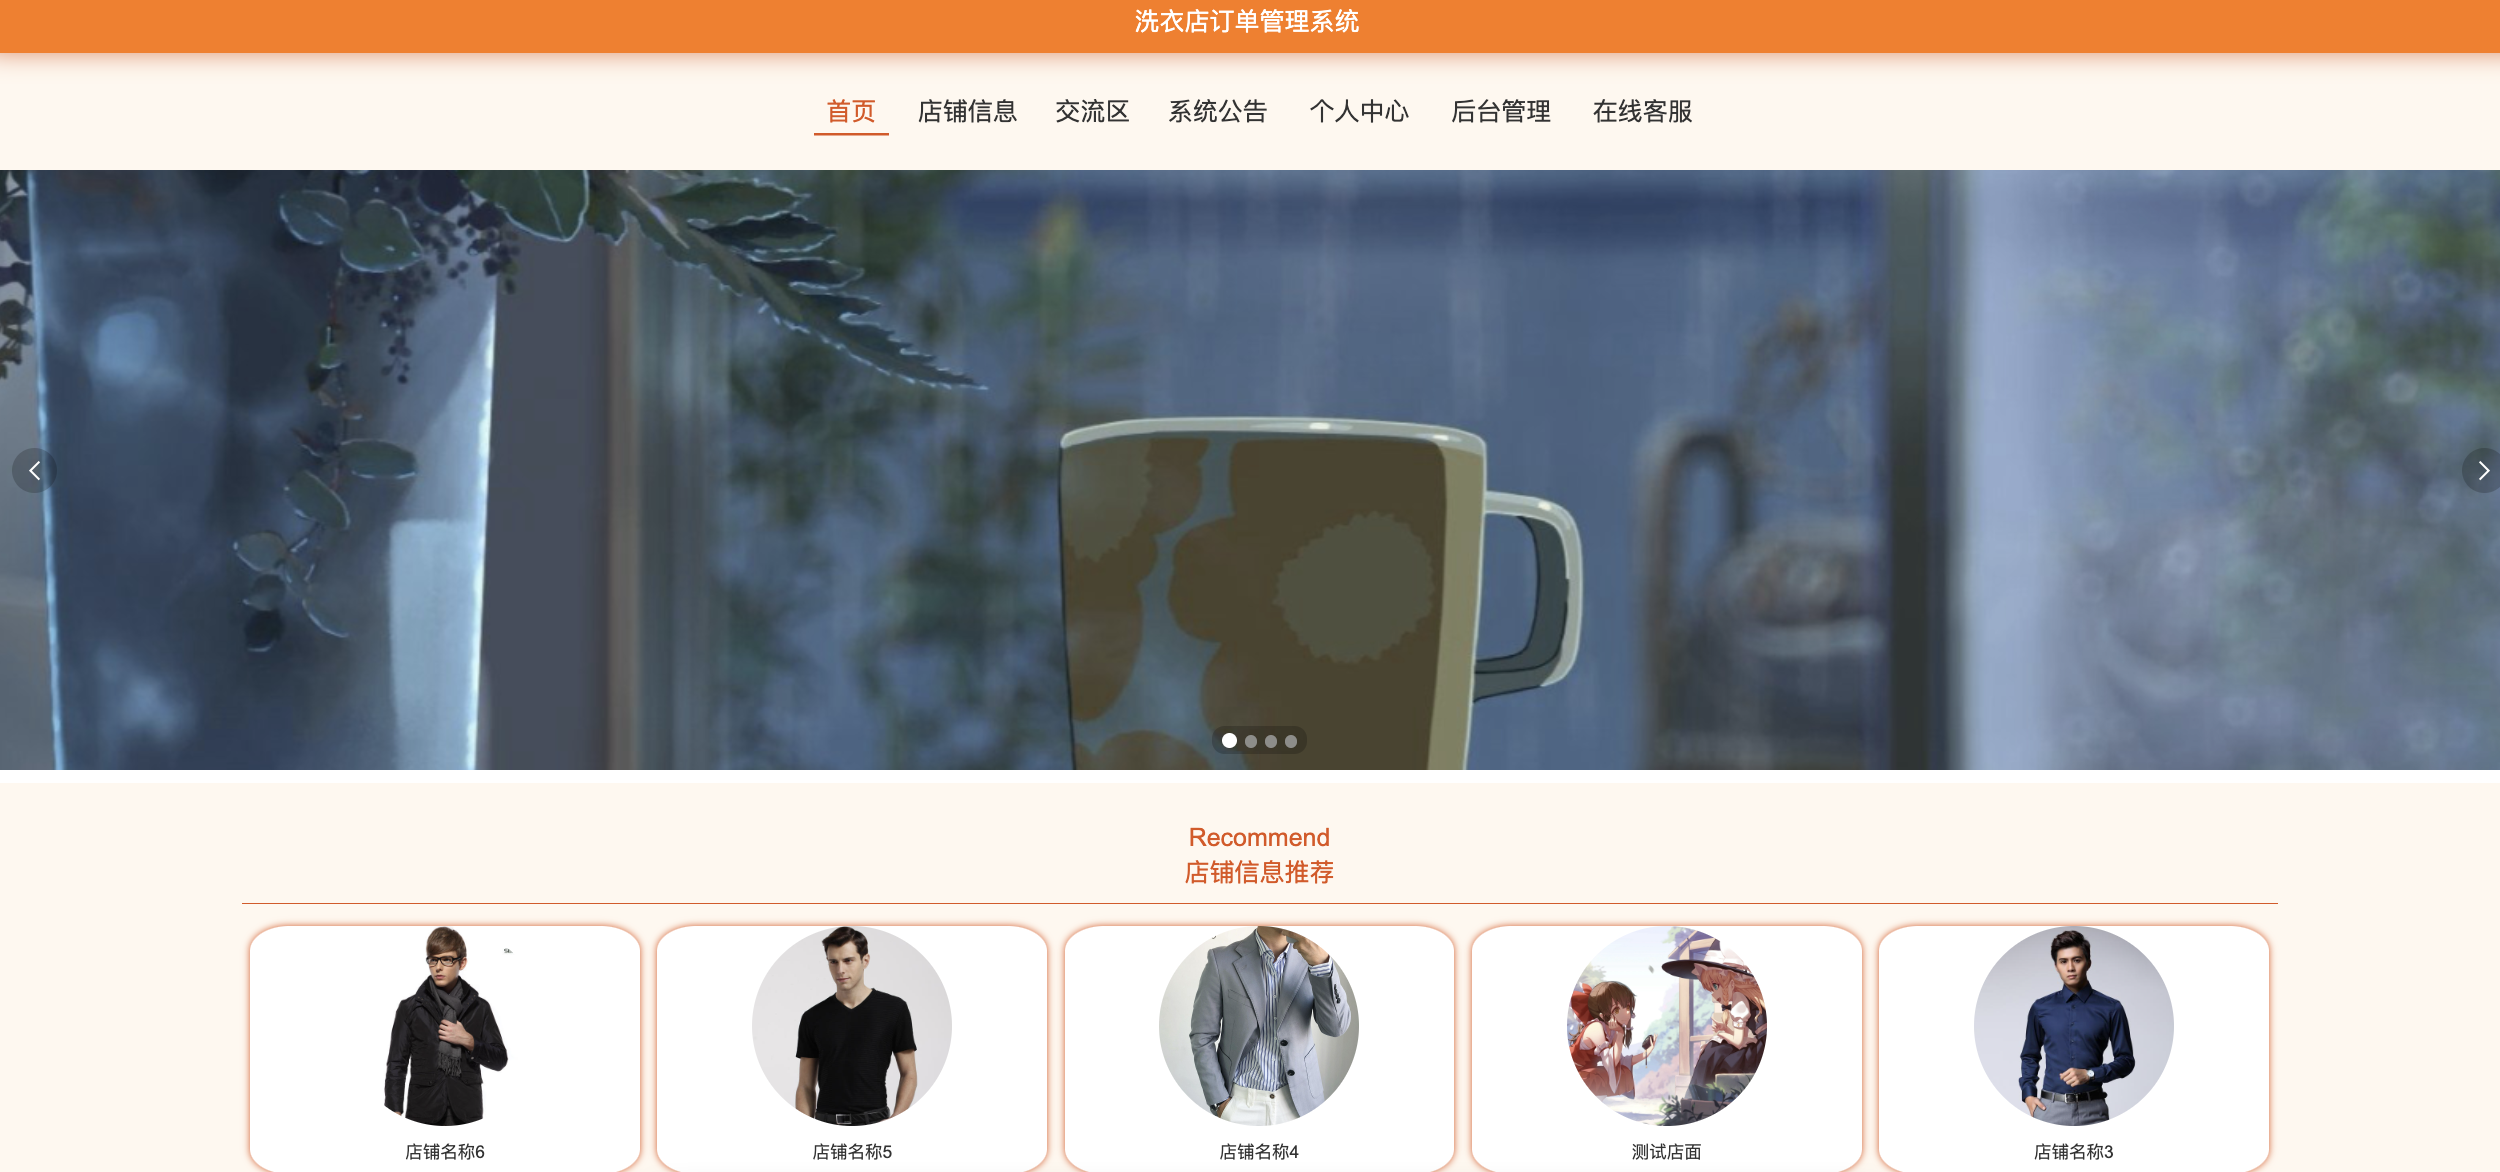 洗衣店订单管理系统
首页 店铺信息 交流区 系统公告 个人中心 后台管理 在线客服
Recommend
店铺信息推荐
店铺名称6 店铺名称5 店铺名称4 测试店面 店铺名称3